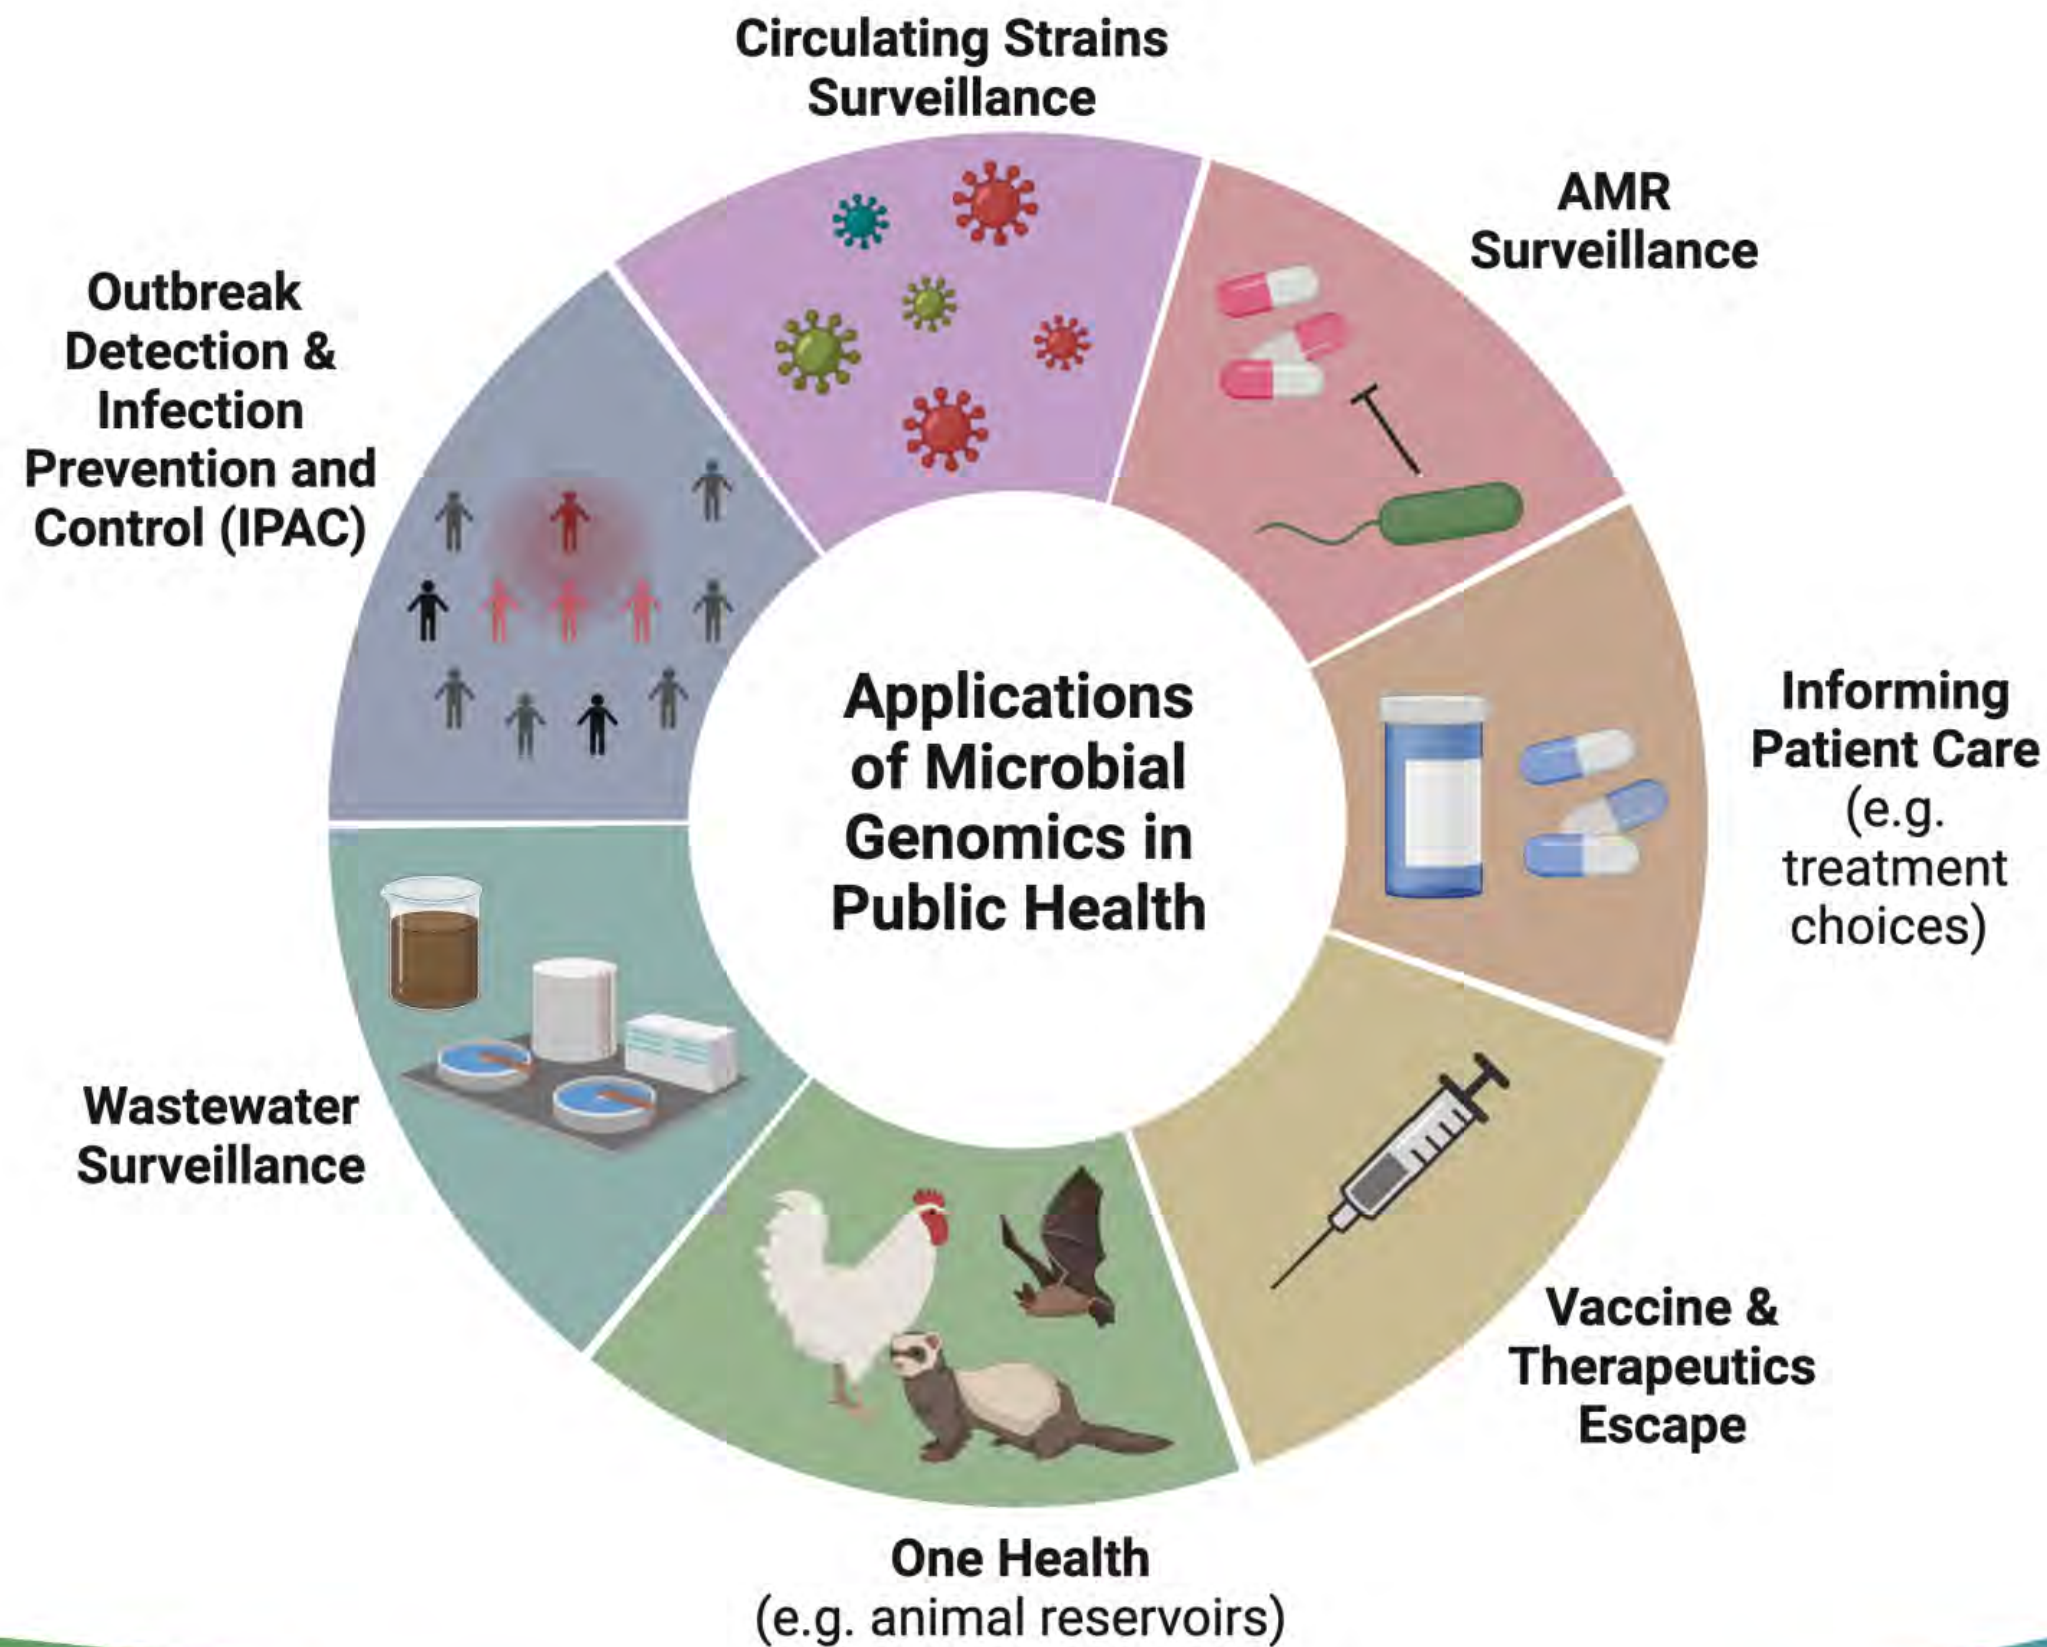 Circulating Strains
Surveillance
AMR
Surveillance
Informing
Patient Care
(e.g.
treatment
choices)
Vaccine &
Therapeutics
Escape
One Health
(e.g. animal reservoirs)
Wastewater
Surveillance
Outbreak
Detection &
Infection
Prevention and
Control (IPAC)
Applications
of Microbial
Genomics in
Public Health